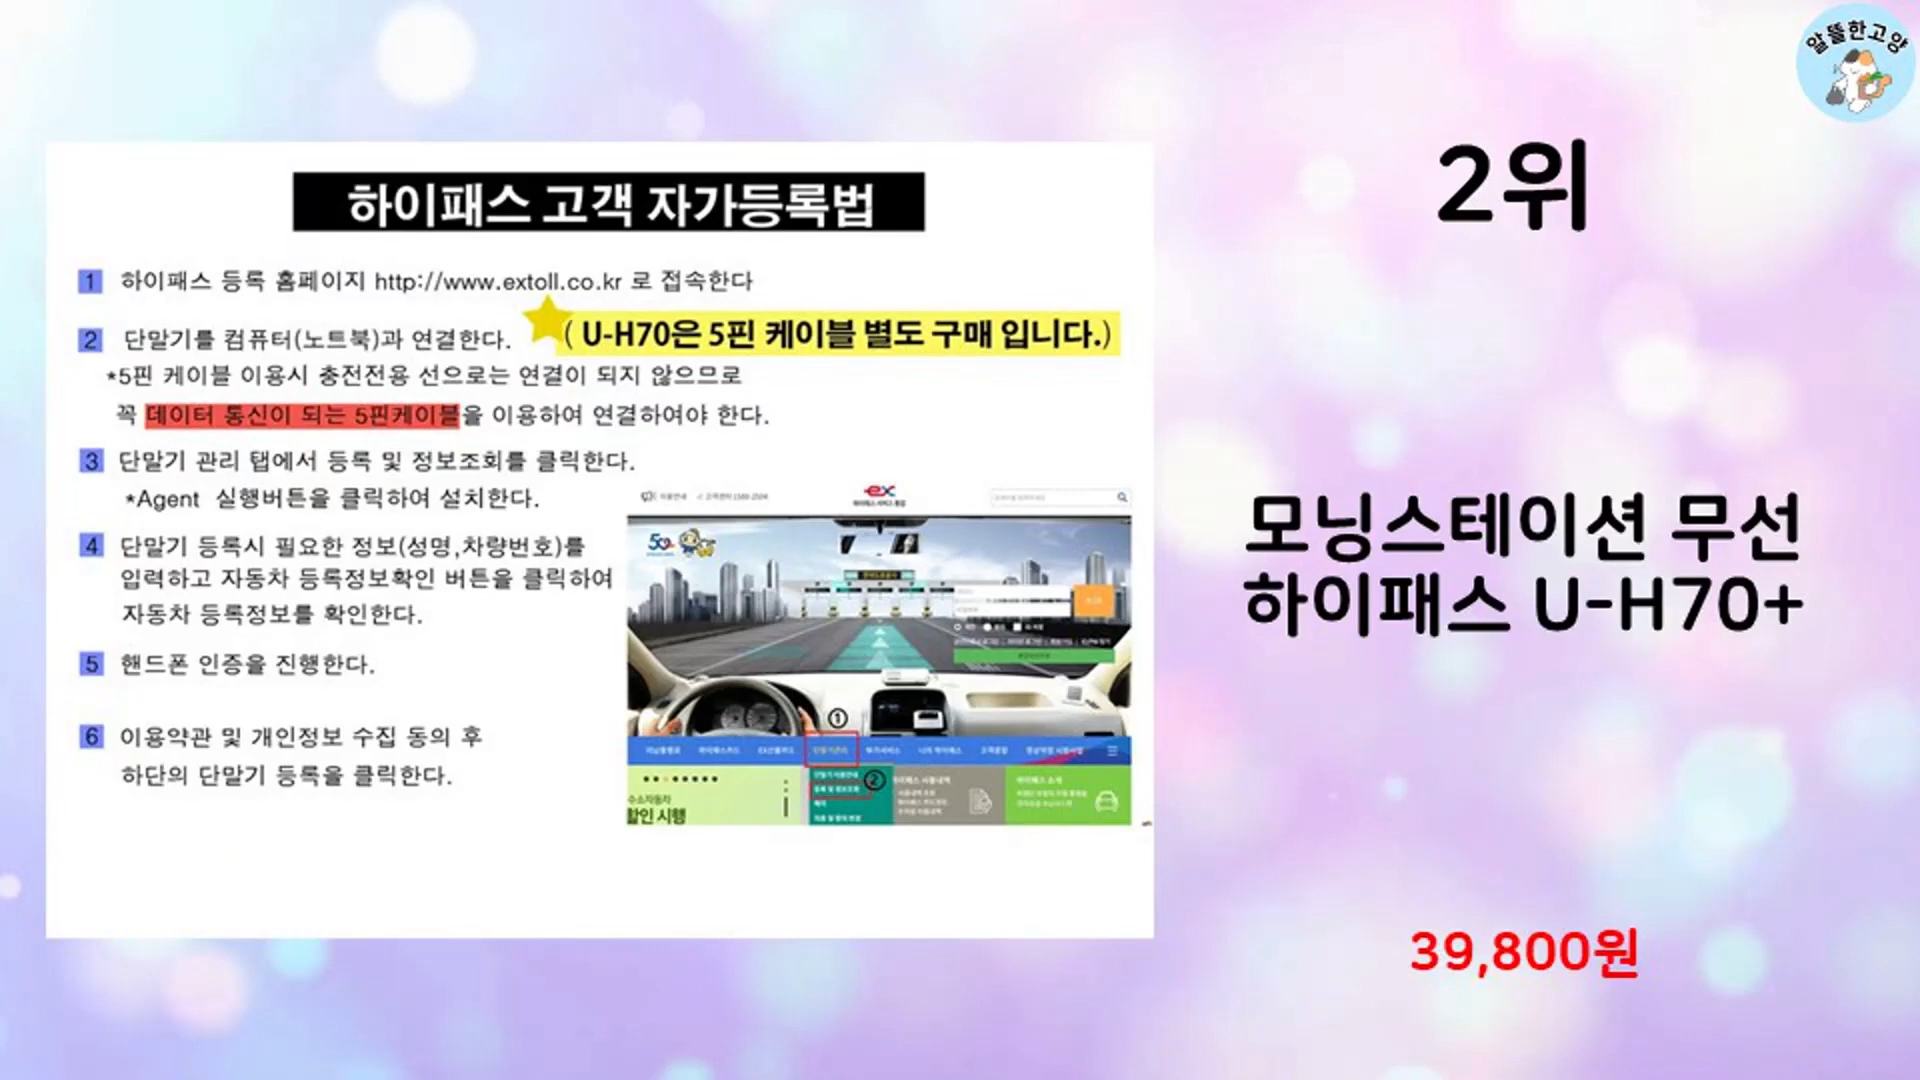 알뜰한고양
2위
하이패스 고객 자가등록법
1 하이패스 등록 홈페이지 http://www.extoll.co.kr 로 접속한다
2 단말기를 컴퓨터(노트북)과 연결한다.
( U-H70은 5핀 케이블 별도 구매 입니다.)
*5핀 케이블 이용시 충전전용 선으로는 연결이 되지 않으므로
꼭 데이터 통신이 되는 5핀케이블을 이용하여 연결하여야 한다.
3 단말기 관리 탭에서 등록 및 정보조회를 클릭한다.
*Agent 실행버튼을 클릭하여 설치한다.
4 단말기 등록시 필요한 정보(성명,차량번호)를
입력하고 자동차 등록정보확인 버튼을 클릭하여
자동차 등록정보를 확인한다.
5 핸드폰 인증을 진행한다.
6 이용약관 및 개인정보 수집 동의 후
하단의 단말기 등록을 클릭한다.
ex
50
①
②
수소자동차
할인 시행
모닝스테이션 무선
하이패스 U-H70+
39,800원